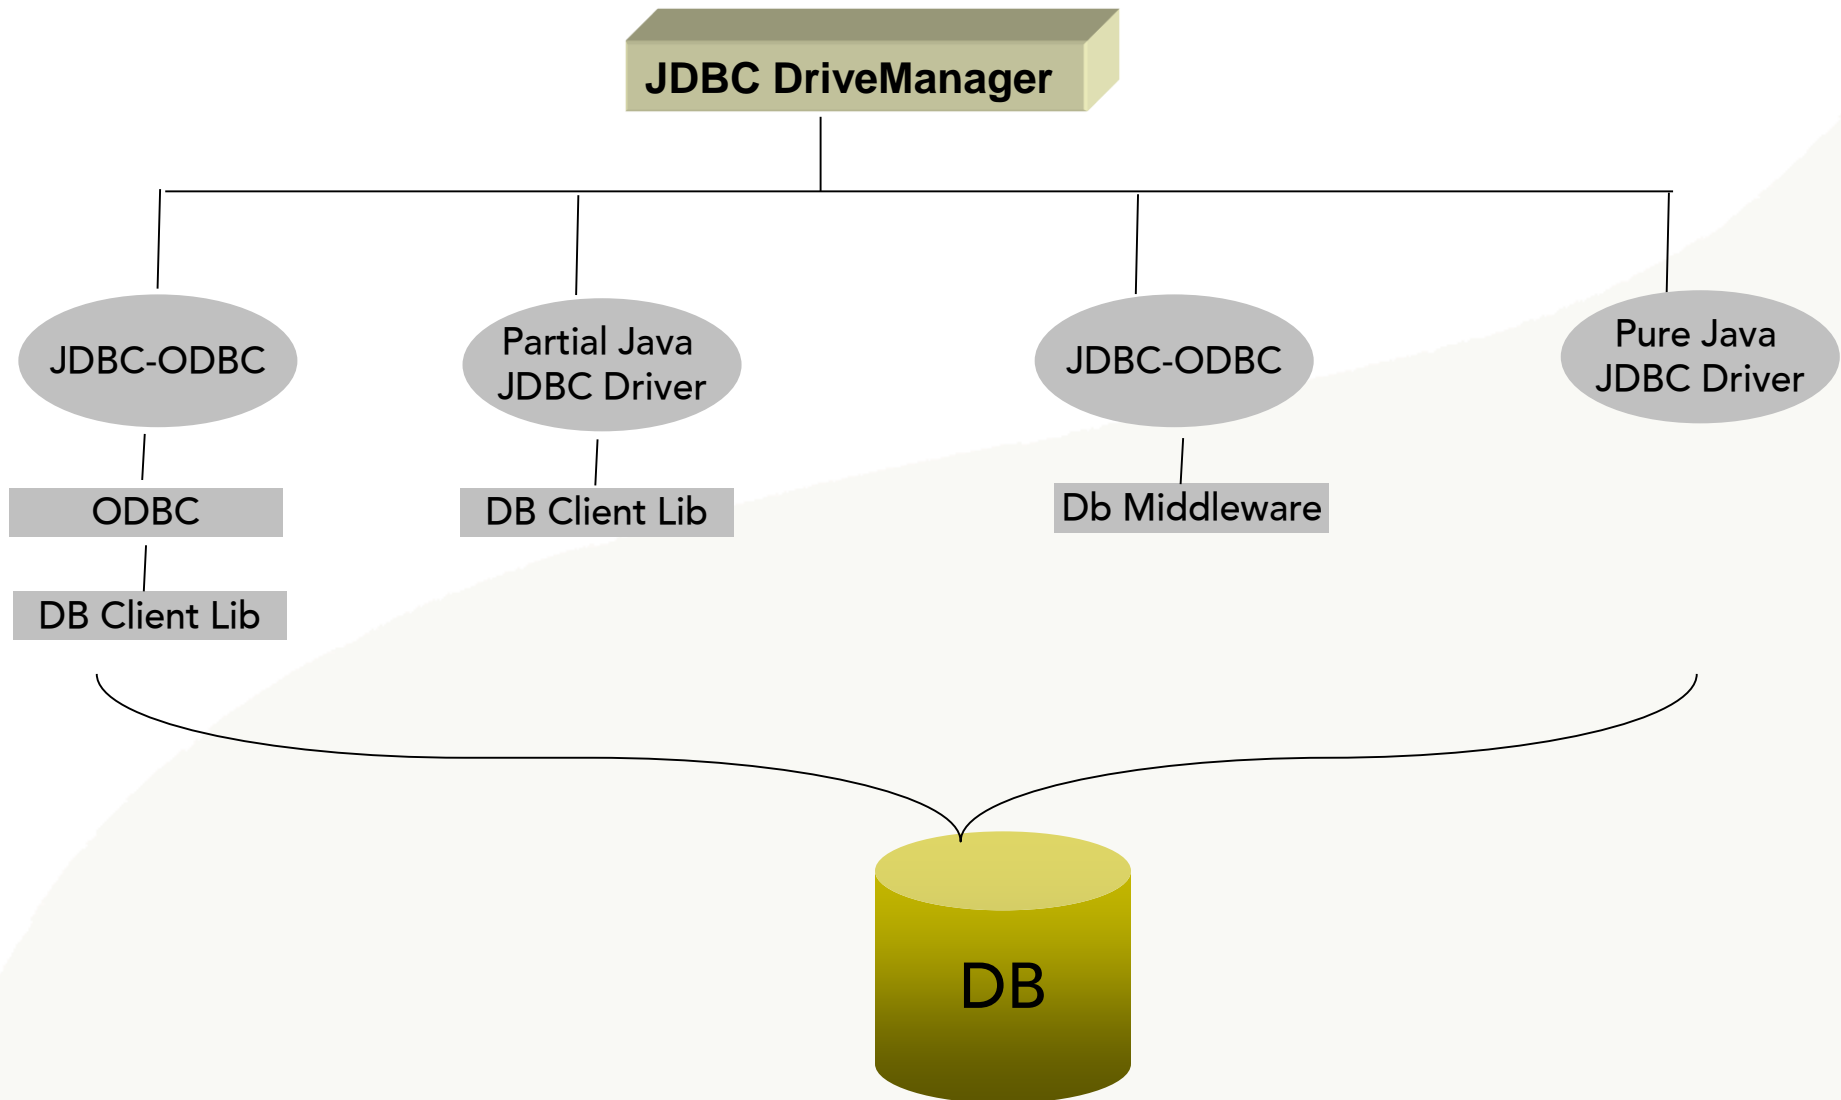 JDBC DriveManager
JDBC-ODBC
Partial Java
JDBC Driver
JDBC-ODBC
Pure Java
JDBC Driver
ODBC
DB Client Lib
Db Middleware
DB Client Lib
DB